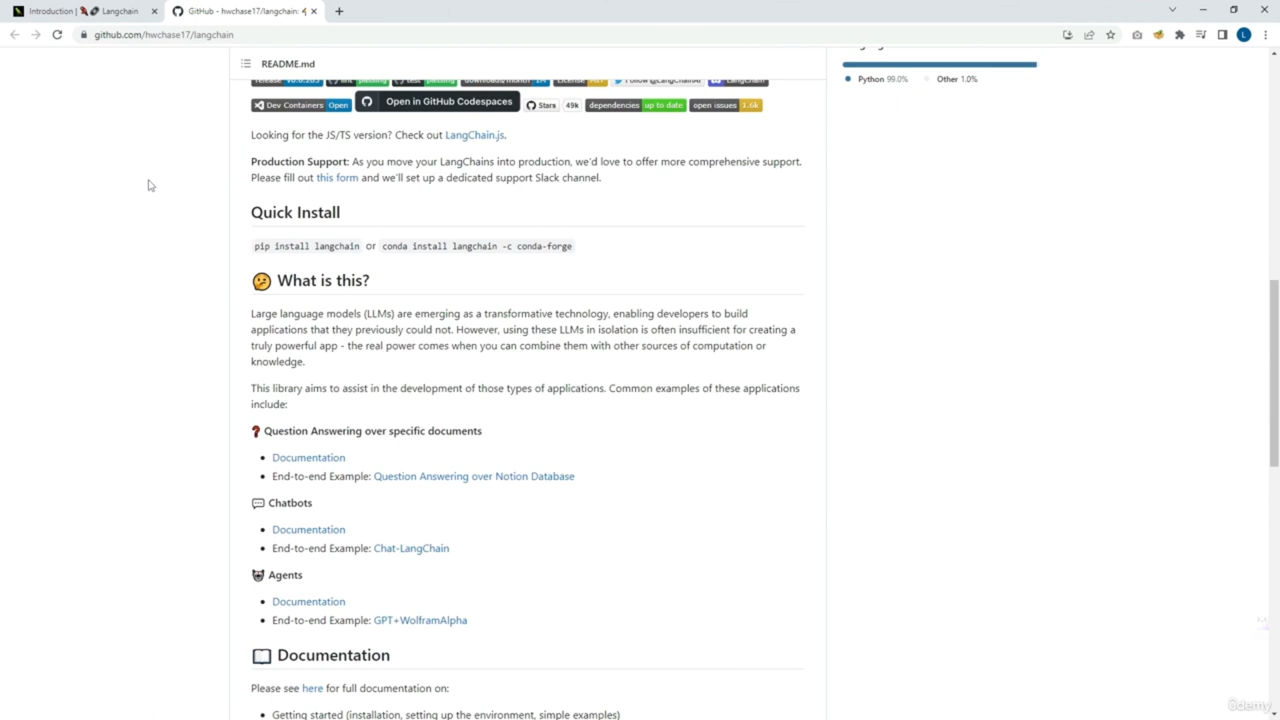 Introduction | Langchain
GitHub - hwchase17/langchain:
github.com/hwchase17/langchain
L
README.md
Python 99.0% Other 1.0%
Dev Containers Open Open in GitHub Codespaces Stars 49k dependencies up to date open issues 1.6k
Looking for the JS/TS version? Check out LangChain.js.
Production Support: As you move your LangChains into production, we'd love to offer more comprehensive support.
Please fill out this form and we'll set up a dedicated support Slack channel.
Quick Install
pip install langchain or conda install langchain -c conda-forge
What is this?
Large language models (LLMs) are emerging as a transformative technology, enabling developers to build
applications that they previously could not. However, using these LLMs in isolation is often insufficient for creating a
truly powerful app - the real power comes when you can combine them with other sources of computation or
knowledge.
This library aims to assist in the development of those types of applications. Common examples of these applications
include:
Question Answering over specific documents
Documentation
End-to-end Example: Question Answering over Notion Database
Chatbots
Documentation
End-to-end Example: Chat-LangChain
Agents
Documentation
End-to-end Example: GPT+WolframAlpha
Documentation
Please see here for full documentation on:
Getting started (installation, setting up the environment, simple examples)
ûdemy